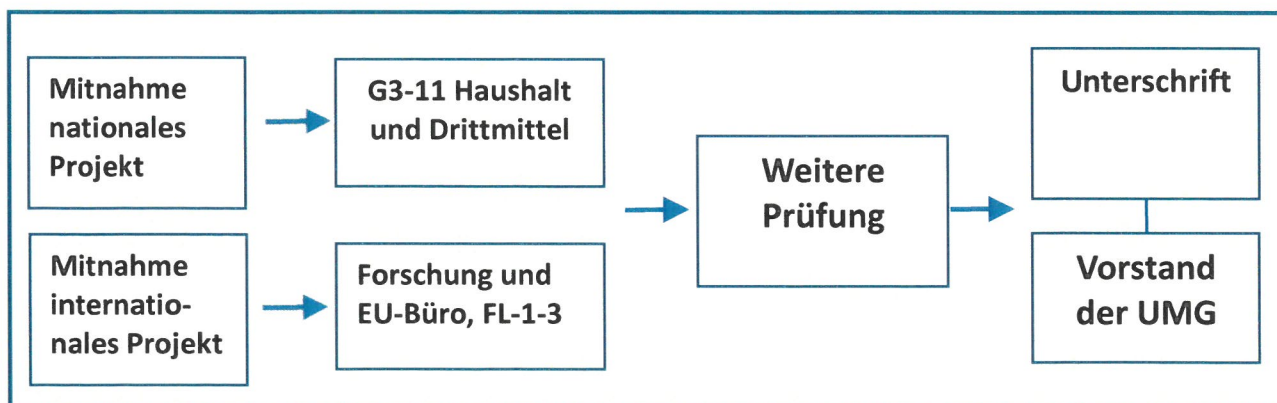 Mitnahme
nationales
Projekt
G3-11 Haushalt
und Drittmittel
Mitnahme
internatio-
nales Projekt
Forschung und
EU-Büro, FL-1-3
Weitere
Prüfung
Unterschrift
Vorstand
der UMG